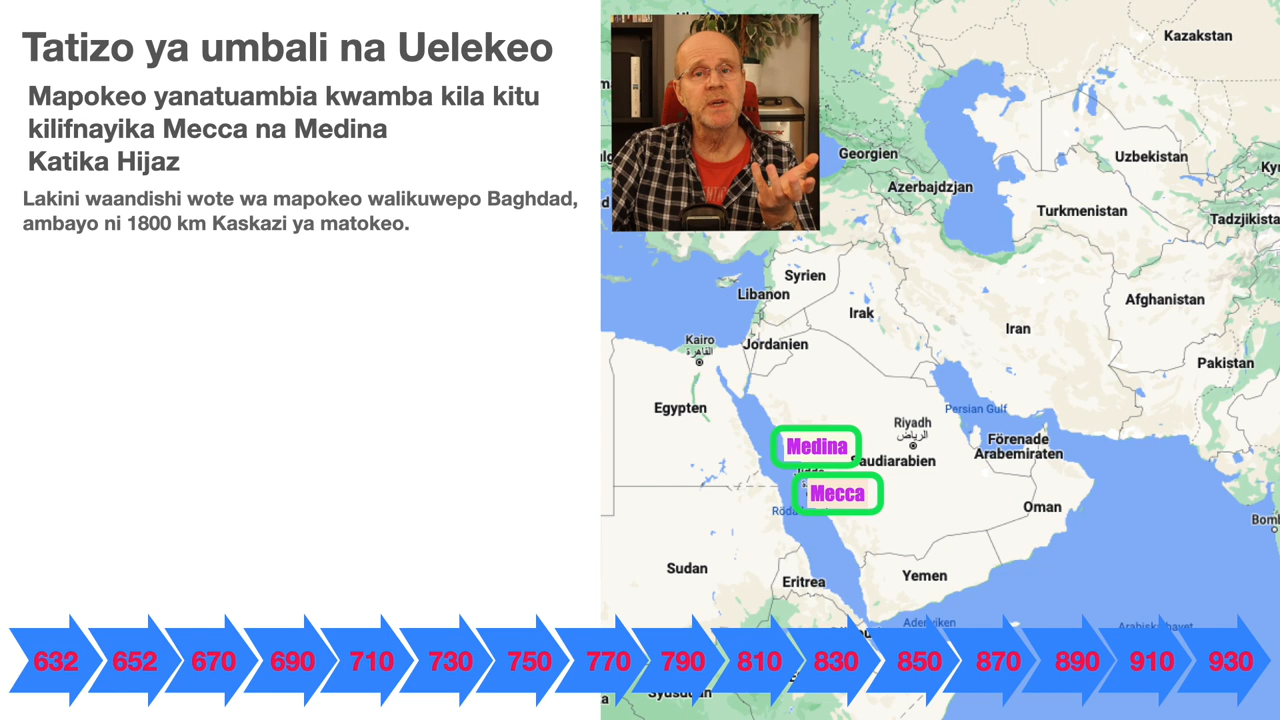 Tatizo ya umbali na Uelekeo
Mapokeo yanatuambia kwamba kila kitu
kilifnayika Mecca na Medina
Katika Hijaz
Lakini waandishi wote wa mapokeo walikuwepo Baghdad,
ambayo ni 1800 km Kaskazi ya matokeo.
Kazakstan
Georgien
Uzbekistan
Azerbajdzjan
Turkmenistan
Tadzjikista
Syrien
Libanon
Afghanistan
Irak
Iran
Kairo
القاهرة
Jordanien
Pakistan
Egypten
Persian Gulf
Riyadh
الرياض
Medina
Förenade
Arabemiraten
Saudiarabien
Mecca
Oman
Sudan
Eritrea
Yemen
632 652 670 690 710 730 750 770 790 810 830 850 870 890 910 930